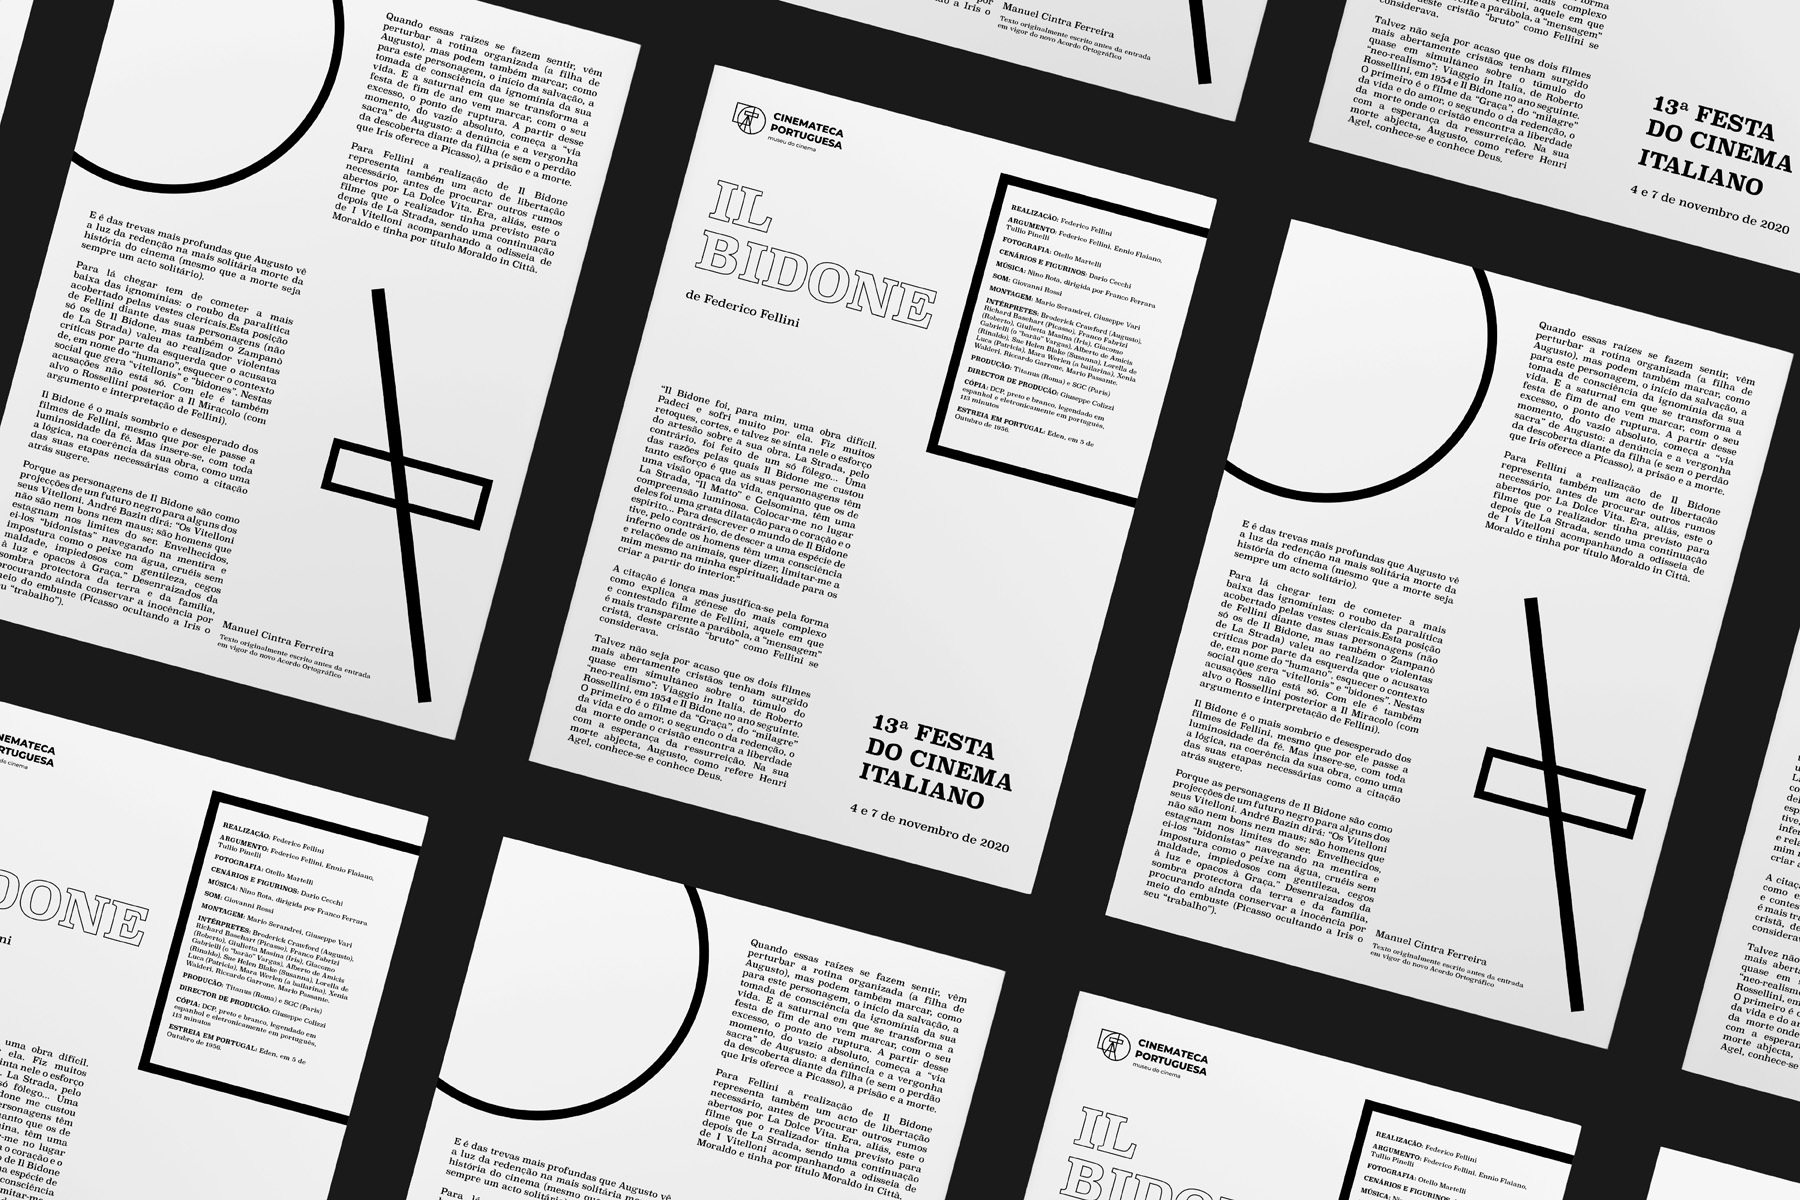 CINEMATECA
PORTUGUESA
museu do cinema
IL
BIDONE
de Federico Fellini
REALIZAÇÃO: Federico Fellini
ARGUMENTO: Federico Fellini, Ennio Flaiano,
Tullio Pinelli
FOTOGRAFIA: Otello Martelli
CENÁRIOS E FIGURINOS: Dario Cecchi
MÚSICA: Nino Rota, dirigida por Franco Ferrara
SOM: Giovanni Rossi
MONTAGEM: Mario Serandrei, Giuseppe Vari
INTÉRPRETES: Broderick Crawford (Augusto),
Richard Basehart (Picasso), Franco Fabrizi
(Roberto), Giulietta Masina (Iris), Giacomo
Gabrielli (o "barão" Vargas), Alberto de Amicis
(Rinaldo), Sue Helen Blake (Susanna), Lorella de
Luca (Patricia), Mara Werlen (a bailarina), Xenia
Walderi, Riccardo Garrone, Mario Passante.
PRODUÇÃO: Titanus (Roma) e SGC (Paris)
DIRECTOR DE PRODUÇÃO: Giuseppe Colizzi
CÓPIA: DCP, preto e branco, legendado em
espanhol e eletronicamente em português,
113 minutos
ESTREIA EM PORTUGAL: Eden, em 5 de
Outubro de 1956.
"Il Bidone foi, para mim, uma obra difícil.
Padeci e sofri muito por ela. Fiz muitos
retoques, cortes, e talvez se sinta nele o esforço
do artesão sobre a sua obra. La Strada, pelo
contrário, foi feito de um só fôlego... Uma
das razões pelas quais Il Bidone me custou
tanto esforço é que as suas personagens têm
uma visão opaca da vida, enquanto que os de
La Strada, "Il Matto" e Gelsomina, têm uma
compreensão luminosa. Colocar-me no lugar
deles foi uma grata dilatação para o coração e o
espírito... Para descrever o mundo de Il Bidone
tive, pelo contrário, de descer a uma espécie de
inferno onde os homens têm uma consciência
e relações de animais, quer dizer, limitar-me a
mim mesmo na minha espiritualidade para os
criar a partir do interior."
A citação é longa mas justifica-se pela forma
como explica a génese do mais complexo
e contestado filme de Fellini, aquele em que
é mais transparente a parábola, a "mensagem"
cristã, deste cristão "bruto" como Fellini se
considerava.
Talvez não seja por acaso que os dois filmes
mais abertamente cristãos tenham surgido
quase em simultâneo sobre o túmulo do
"neo-realismo": Viaggio in Italia, de Roberto
Rossellini, em 1954 e Il Bidone no ano seguinte.
O primeiro é o filme da "Graça", do "milagre"
da vida e do amor, o segundo o da redenção, o
da morte onde o cristão encontra a liberdade
com a esperança da ressurreição. Na sua
morte abjecta, Augusto, como refere Henri
Agel, conhece-se e conhece Deus.
13ª FESTA
DO CINEMA
ITALIANO
4 e 7 de novembro de 2020
E é das trevas mais profundas que Augusto vê
a luz da redenção na mais solitária morte da
história do cinema (mesmo que a morte seja
sempre um acto solitário).
Para lá chegar tem de cometer a mais
baixa das ignomínias: o roubo da paralítica
acobertado pelas vestes clericais.Esta posição
de Fellini diante das suas personagens (não
só os de Il Bidone, mas também o Zampanò
de La Strada) valeu ao realizador violentas
críticas por parte da esquerda que o acusava
de, em nome do "humano", esquecer o contexto
social que gera "vitellonis" e "bidones". Nestas
acusações não está só. Com ele é também
alvo o Rossellini posterior a Il Miracolo (com
argumento e interpretação de Fellini).
Il Bidone é o mais sombrio e desesperado dos
filmes de Fellini, mesmo que por ele passe a
luminosidade da fé. Mas insere-se, com toda
a lógica, na coerência da sua obra, como uma
das suas etapas necessárias como a citação
atrás sugere.
Porque as personagens de Il Bidone são como
projecções de um futuro negro para alguns dos
seus Vitelloni. André Bazin dirá: "Os Vitelloni
não são nem bons nem maus; são homens que
estagnam nos limites do ser. Envelhecidos,
ei-los "bidonistas" navegando na mentira e
impostura como o peixe na água, cruéis sem
maldade, impiedosos com gentileza, cegos
à luz e opacos à Graça." Desenraizados da
sombra protectora da terra e da família,
procurando ainda conservar a inocência por
meio do embuste (Picasso ocultando a Iris o
seu "trabalho").
Quando essas raízes se fazem sentir, vêm
perturbar a rotina organizada (a filha de
Augusto), mas podem também marcar, como
para este personagem, o início da salvação, a
tomada de consciência da ignomínia da sua
vida. E a saturnal em que se transforma a
festa de fim de ano vem marcar, com o seu
excesso, o ponto de ruptura. A partir desse
momento, do vazio absoluto, começa a "via
sacra" de Augusto: a denúncia e a vergonha
da descoberta diante da filha (e sem o perdão
que Iris oferece a Picasso), a prisão e a morte.
Para Fellini a realização de Il Bidone
representa também um acto de libertação
necessário, antes de procurar outros rumos
abertos por La Dolce Vita. Era, aliás, este o
filme que o realizador tinha previsto para
depois de La Strada, sendo uma continuação
de I Vitelloni acompanhando a odisseia de
Moraldo e tinha por título Moraldo in Città.
Manuel Cintra Ferreira
Texto originalmente escrito antes da entrada
em vigor do novo Acordo Ortográfico